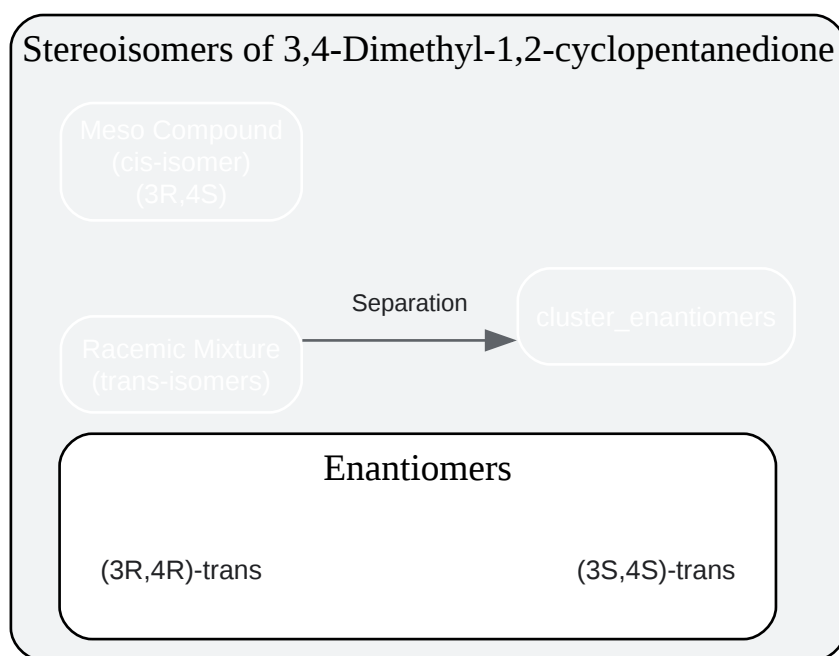 Stereoisomers of 3,4-Dimethyl-1,2-cyclopentanedione
Meso Compound
(cis-isomer)
(3R,4S)
Separation
cluster_enantiomers
Racemic Mixture
(trans-isomers)
Enantiomers
(3R,4R)-trans
(3S,4S)-trans